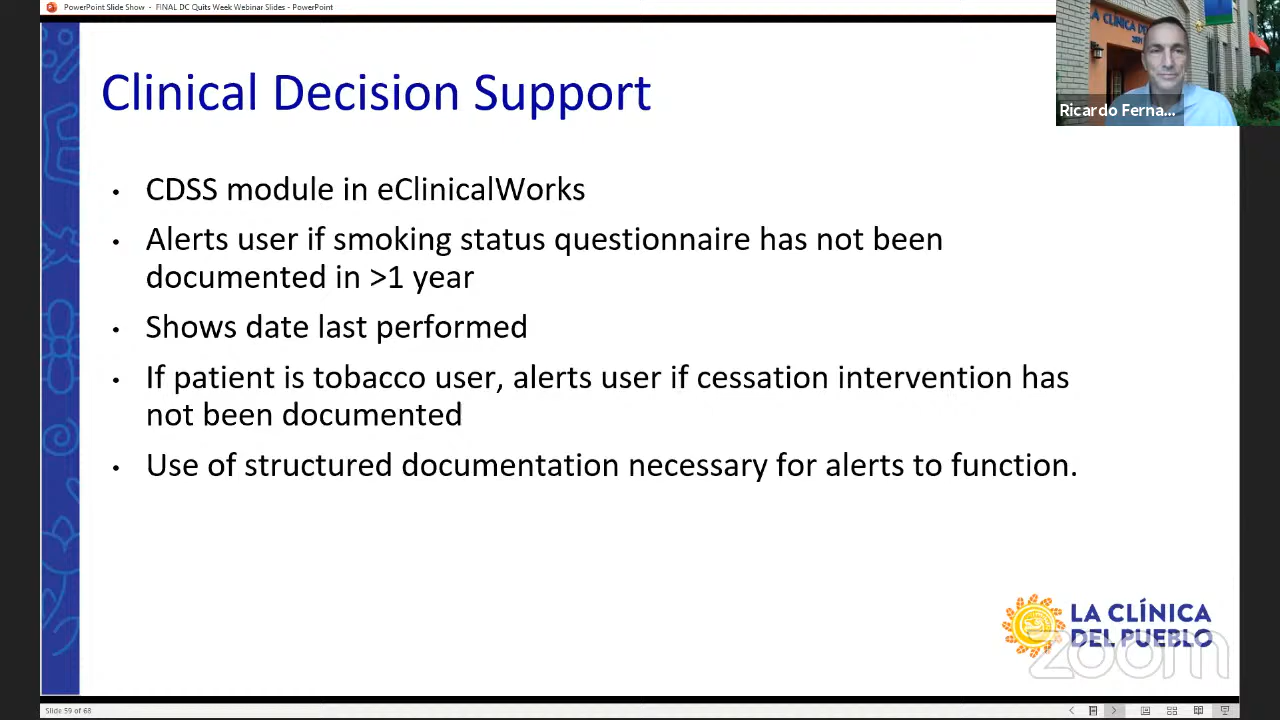 PowerPoint Slide Show - FINAL DC Quits Week Webinar Slides - PowerPoint
Clinical Decision Support
Ricardo Ferna...
• CDSS module in eClinicalWorks
• Alerts user if smoking status questionnaire has not been
documented in >1 year
• Shows date last performed
• If patient is tobacco user, alerts user if cessation intervention has
not been documented
• Use of structured documentation necessary for alerts to function.
LA CLÍNICA
DEL PUEBLO
zoom
Slide 59 of 68